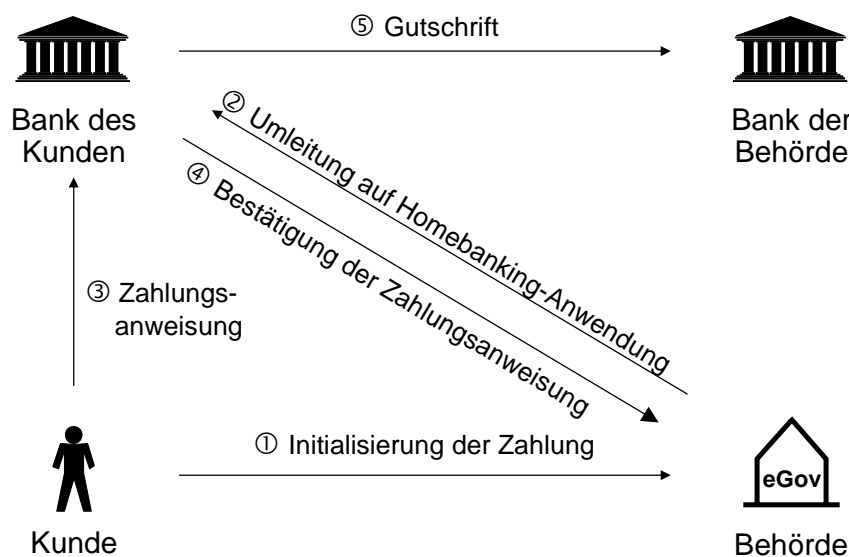 ⑤ Gutschrift
Bank des
Kunden
Bank der
Behörde
② Umleitung auf Homebanking-Anwendung
④ Bestätigung der Zahlungsanweisung
③ Zahlungs-
anweisung
① Initialisierung der Zahlung
eGov
Kunde
Behörde